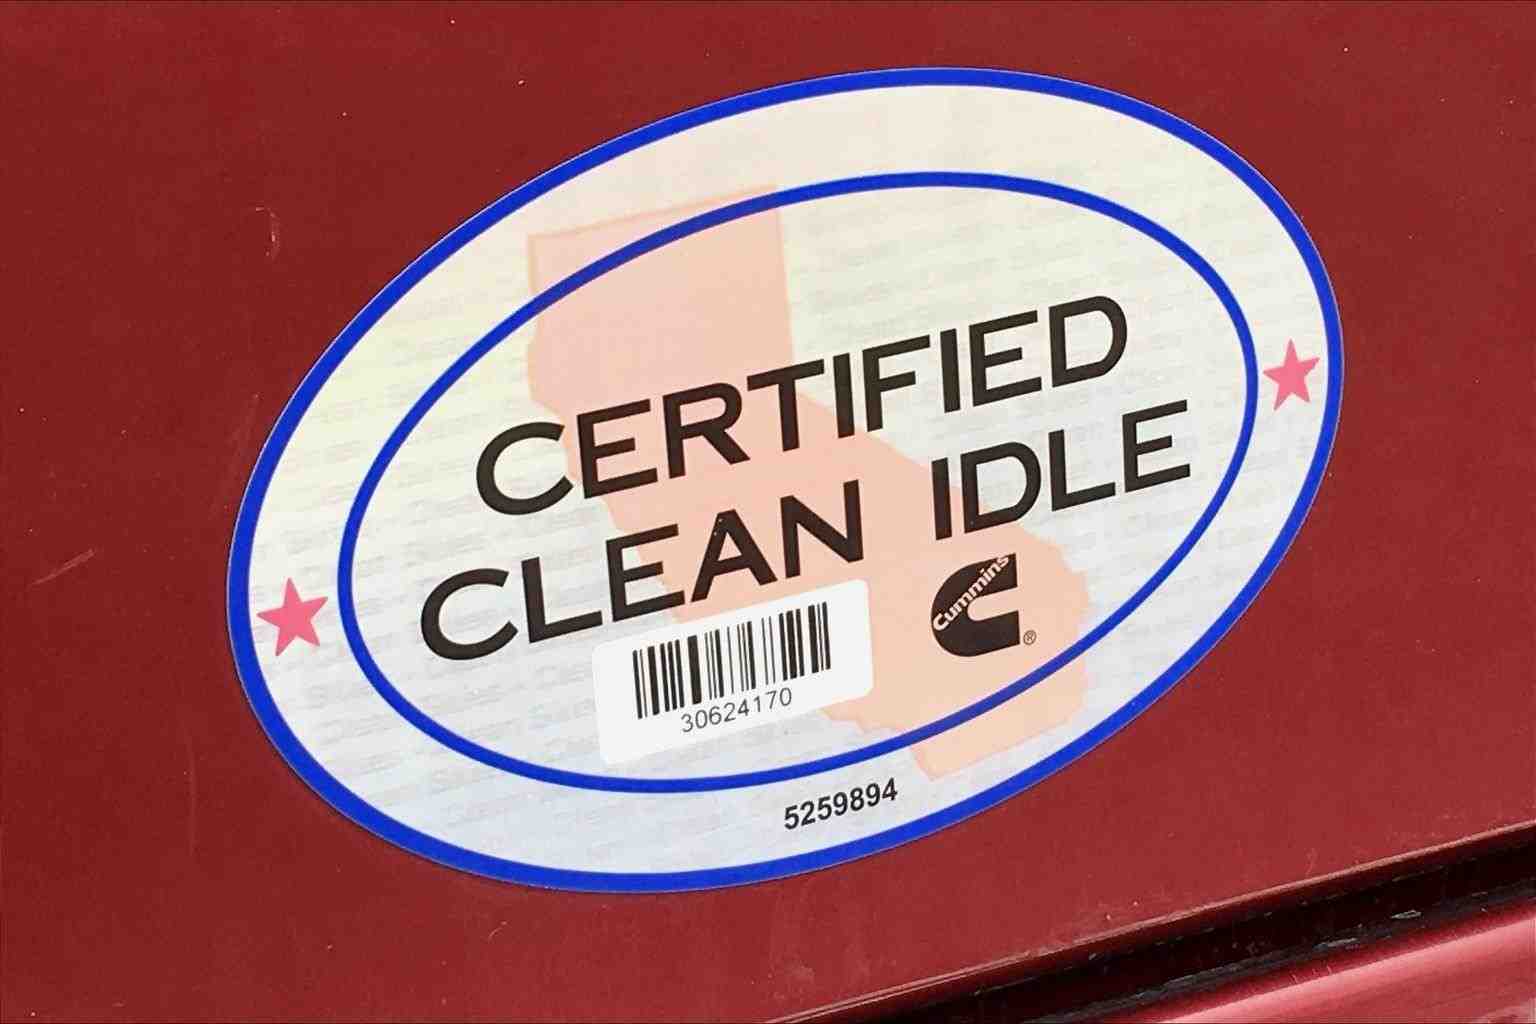 CERTIFIED
CLEAN IDLE
Cummins
®
30624170
5259894